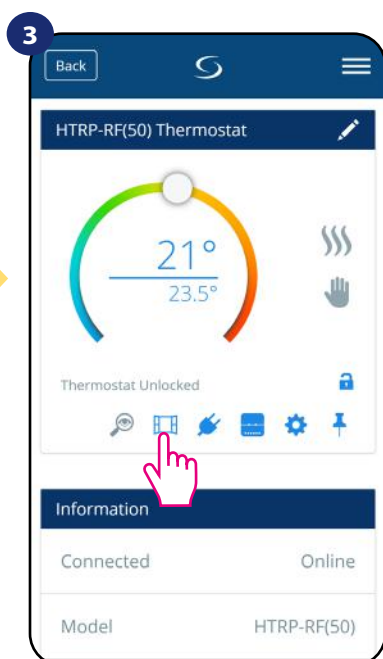 3
Back
HTRP-RF(50) Thermostat
21°
23.5°
Thermostat Unlocked
Information
Connected Online
Model HTRP-RF(50)